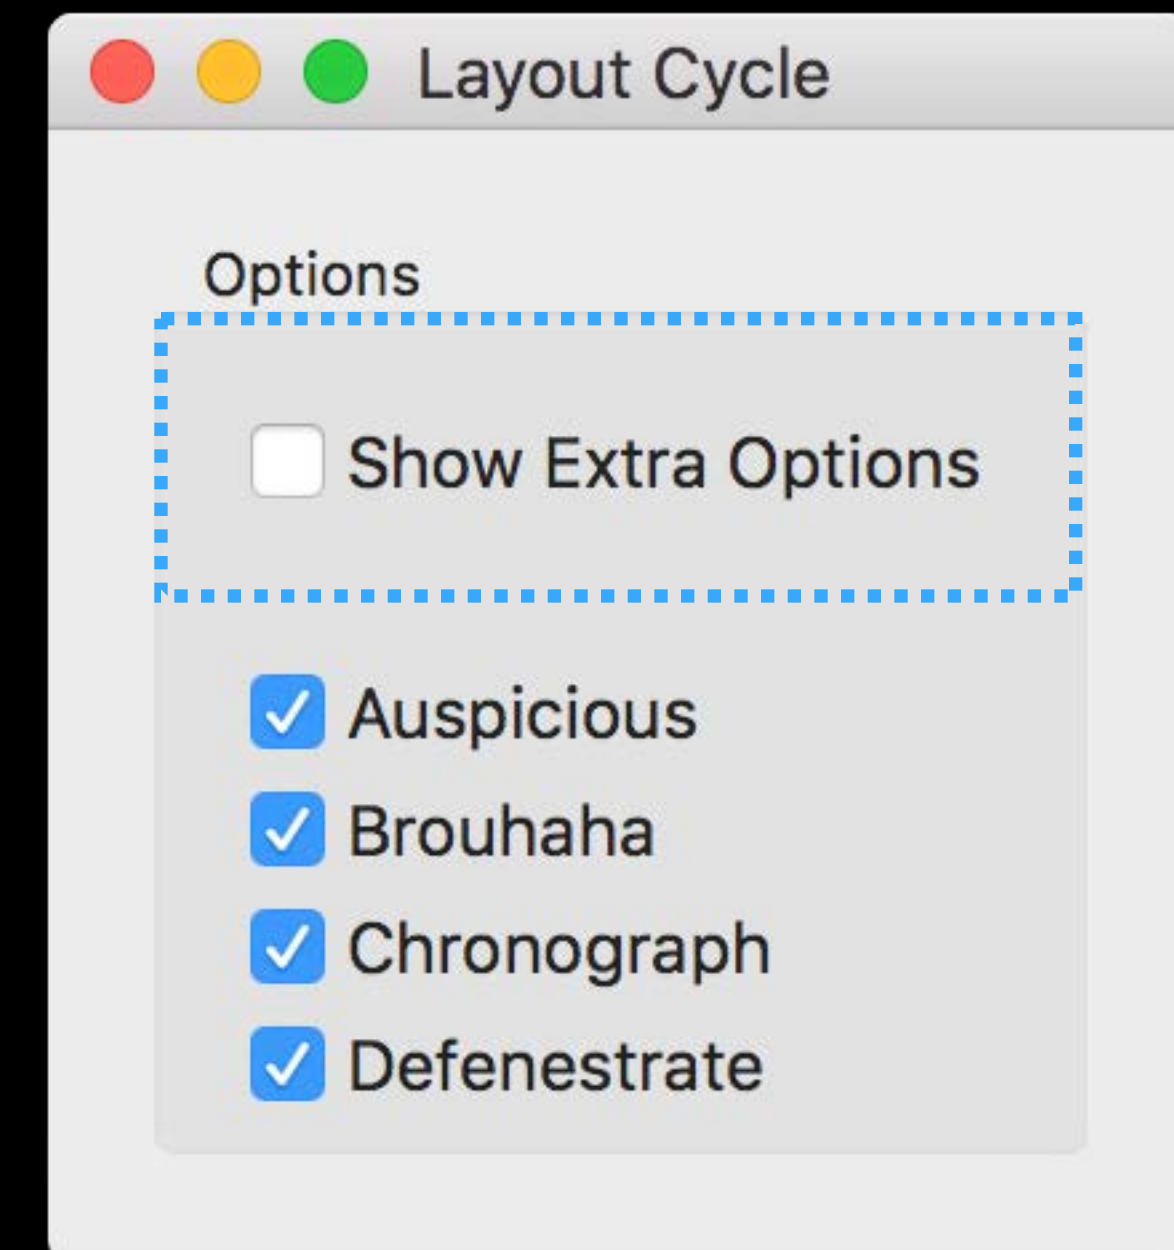 Layout Cycle
Options
Show Extra Options
Auspicious
Brouhaha
Chronograph
Defenestrate